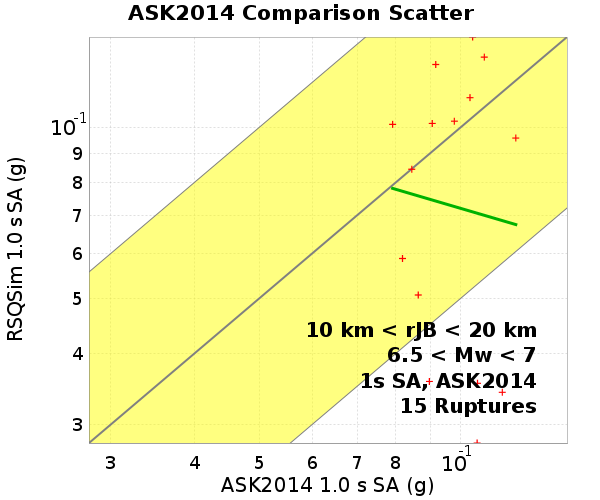 ASK2014 Comparison Scatter
RSQSim 1.0 s SA (g)
10-1
9
8
7
6
5
4
3
10 km < rJB < 20 km
6.5 < Mw < 7
1s SA, ASK2014
15 Ruptures
3 4 5 6 7 8 10-1
ASK2014 1.0 s SA (g)